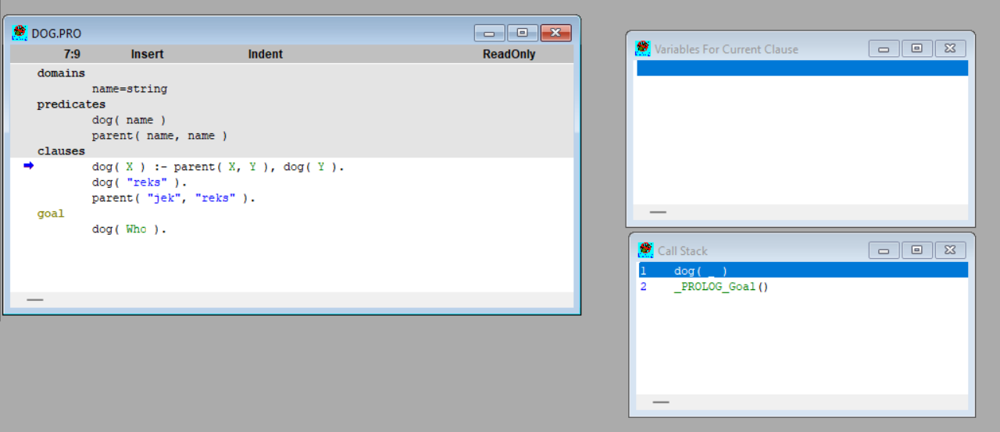 DOG.PRO
7:9 Insert Indent ReadOnly
domains
name=string
predicates
dog( name )
parent( name, name )
clauses
dog( X ) :- parent( X, Y ), dog( Y ).
dog( "reks" ).
parent( "jek", "reks" ).
goal
dog( Who ).
Variables For Current Clause
Call Stack
1 dog( _ )
2 _PROLOG_Goal()